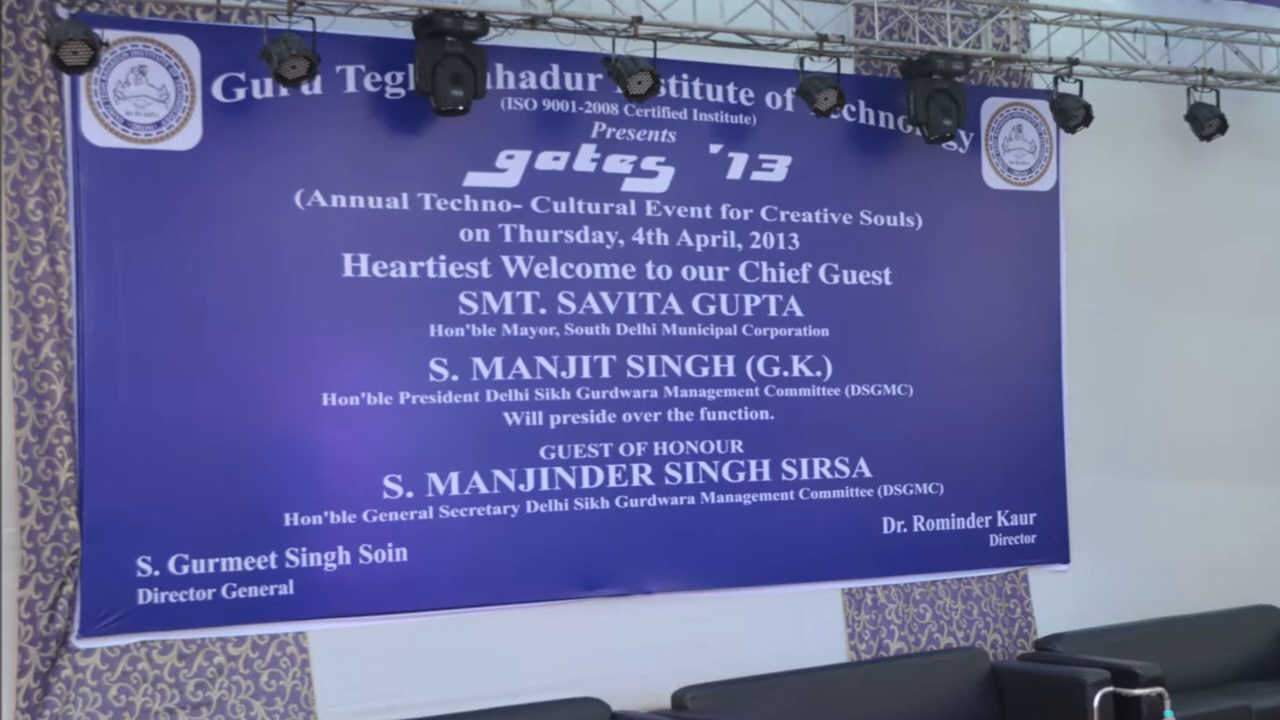 Guru Tegh Bahadur Institute of Technology
(ISO 9001-2008 Certified Institute)
Presents
gates '13
(Annual Techno- Cultural Event for Creative Souls)
on Thursday, 4th April, 2013
Heartiest Welcome to our Chief Guest
SMT. SAVITA GUPTA
Hon'ble Mayor, South Delhi Municipal Corporation
S. MANJIT SINGH (G.K.)
Hon'ble President Delhi Sikh Gurdwara Management Committee (DSGMC)
Will preside over the function.
GUEST OF HONOUR
S. MANJINDER SINGH SIRSA
Hon'ble General Secretary Delhi Sikh Gurdwara Management Committee (DSGMC)
S. Gurmeet Singh Soin
Director General
Dr. Rominder Kaur
Director